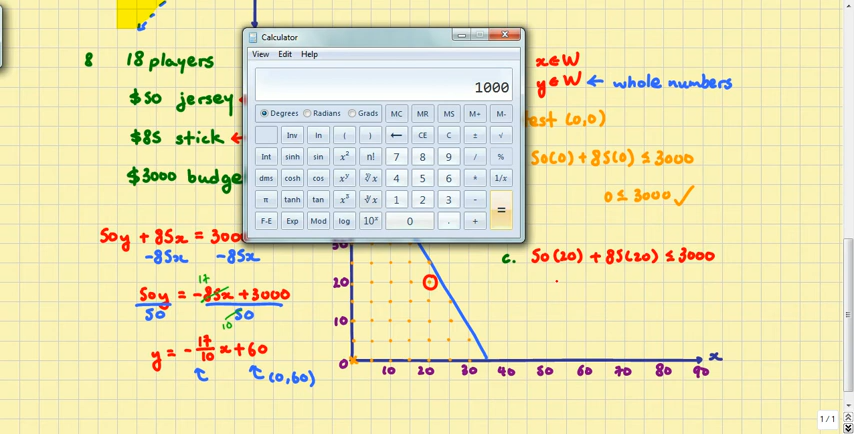 8 18 players
$50 jersey
$85 stick
$3000 budge
50y + 85x = 300
-85x -85x
17
50y = -85x + 3000
50 50
10
y = -17/10 x + 60
(0,60)
Calculator
View Edit Help
1000
Degrees Radians Grads MC MR MS M+ M-
Inv ln ( ) ← CE C ± √
Int sinh sin x² n! 7 8 9 / %
dms cosh cos xʸ ʸ√x 4 5 6 * 1/x
π tanh tan x³ ³√x 1 2 3 - =
F-E Exp Mod log 10ˣ 0 . +
x∈W
y∈W ← whole numbers
test (0,0)
50(0) + 85(0) ≤ 3000
0 ≤ 3000 ✓
c. 50(20) + 85(20) ≤ 3000
20
10
0
10 20 30 40 50 60 70 80 90
x
1/1